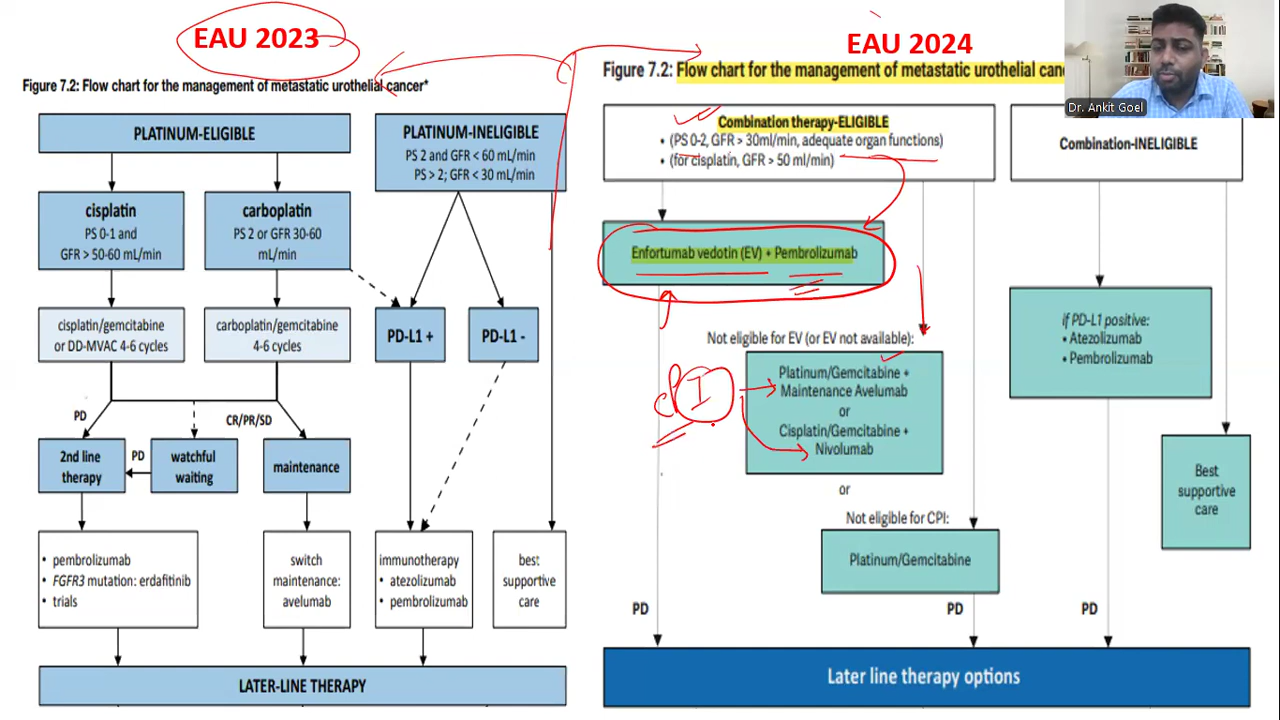 EAU 2023
Figure 7.2: Flow chart for the management of metastatic urothelial cancer*
PLATINUM-ELIGIBLE
PLATINUM-INELIGIBLE
PS 2 and GFR < 60 mL/min
PS > 2; GFR < 30 mL/min
cisplatin
PS 0-1 and
GFR > 50-60 mL/min
carboplatin
PS 2 or GFR 30-60
mL/min
cisplatin/gemcitabine
or DD-MVAC 4-6 cycles
carboplatin/gemcitabine
4-6 cycles
PD-L1 +
PD-L1 -
PD
CR/PR/SD
2nd line
therapy
PD
watchful
waiting
maintenance
• pembrolizumab
• FGFR3 mutation: erdafitinib
• trials
switch
maintenance:
avelumab
immunotherapy
• atezolizumab
• pembrolizumab
best
supportive
care
LATER-LINE THERAPY
EAU 2024
Figure 7.2: Flow chart for the management of metastatic urothelial
Dr. Ankit Goel
Combination therapy-ELIGIBLE
• (PS 0-2, GFR > 30ml/min, adequate organ functions)
• (for cisplatin, GFR > 50 ml/min)
Combination-INELIGIBLE
Enfortumab vedotin (EV) + Pembrolizumab
Not eligible for EV (or EV not available):
CPI
Platinum/Gemcitabine +
Maintenance Avelumab
or
Cisplatin/Gemcitabine +
Nivolumab
or
Not eligible for CPI:
Platinum/Gemcitabine
if PD-L1 positive:
• Atezolizumab
• Pembrolizumab
Best
supportive
care
PD
PD
PD
Later line therapy options